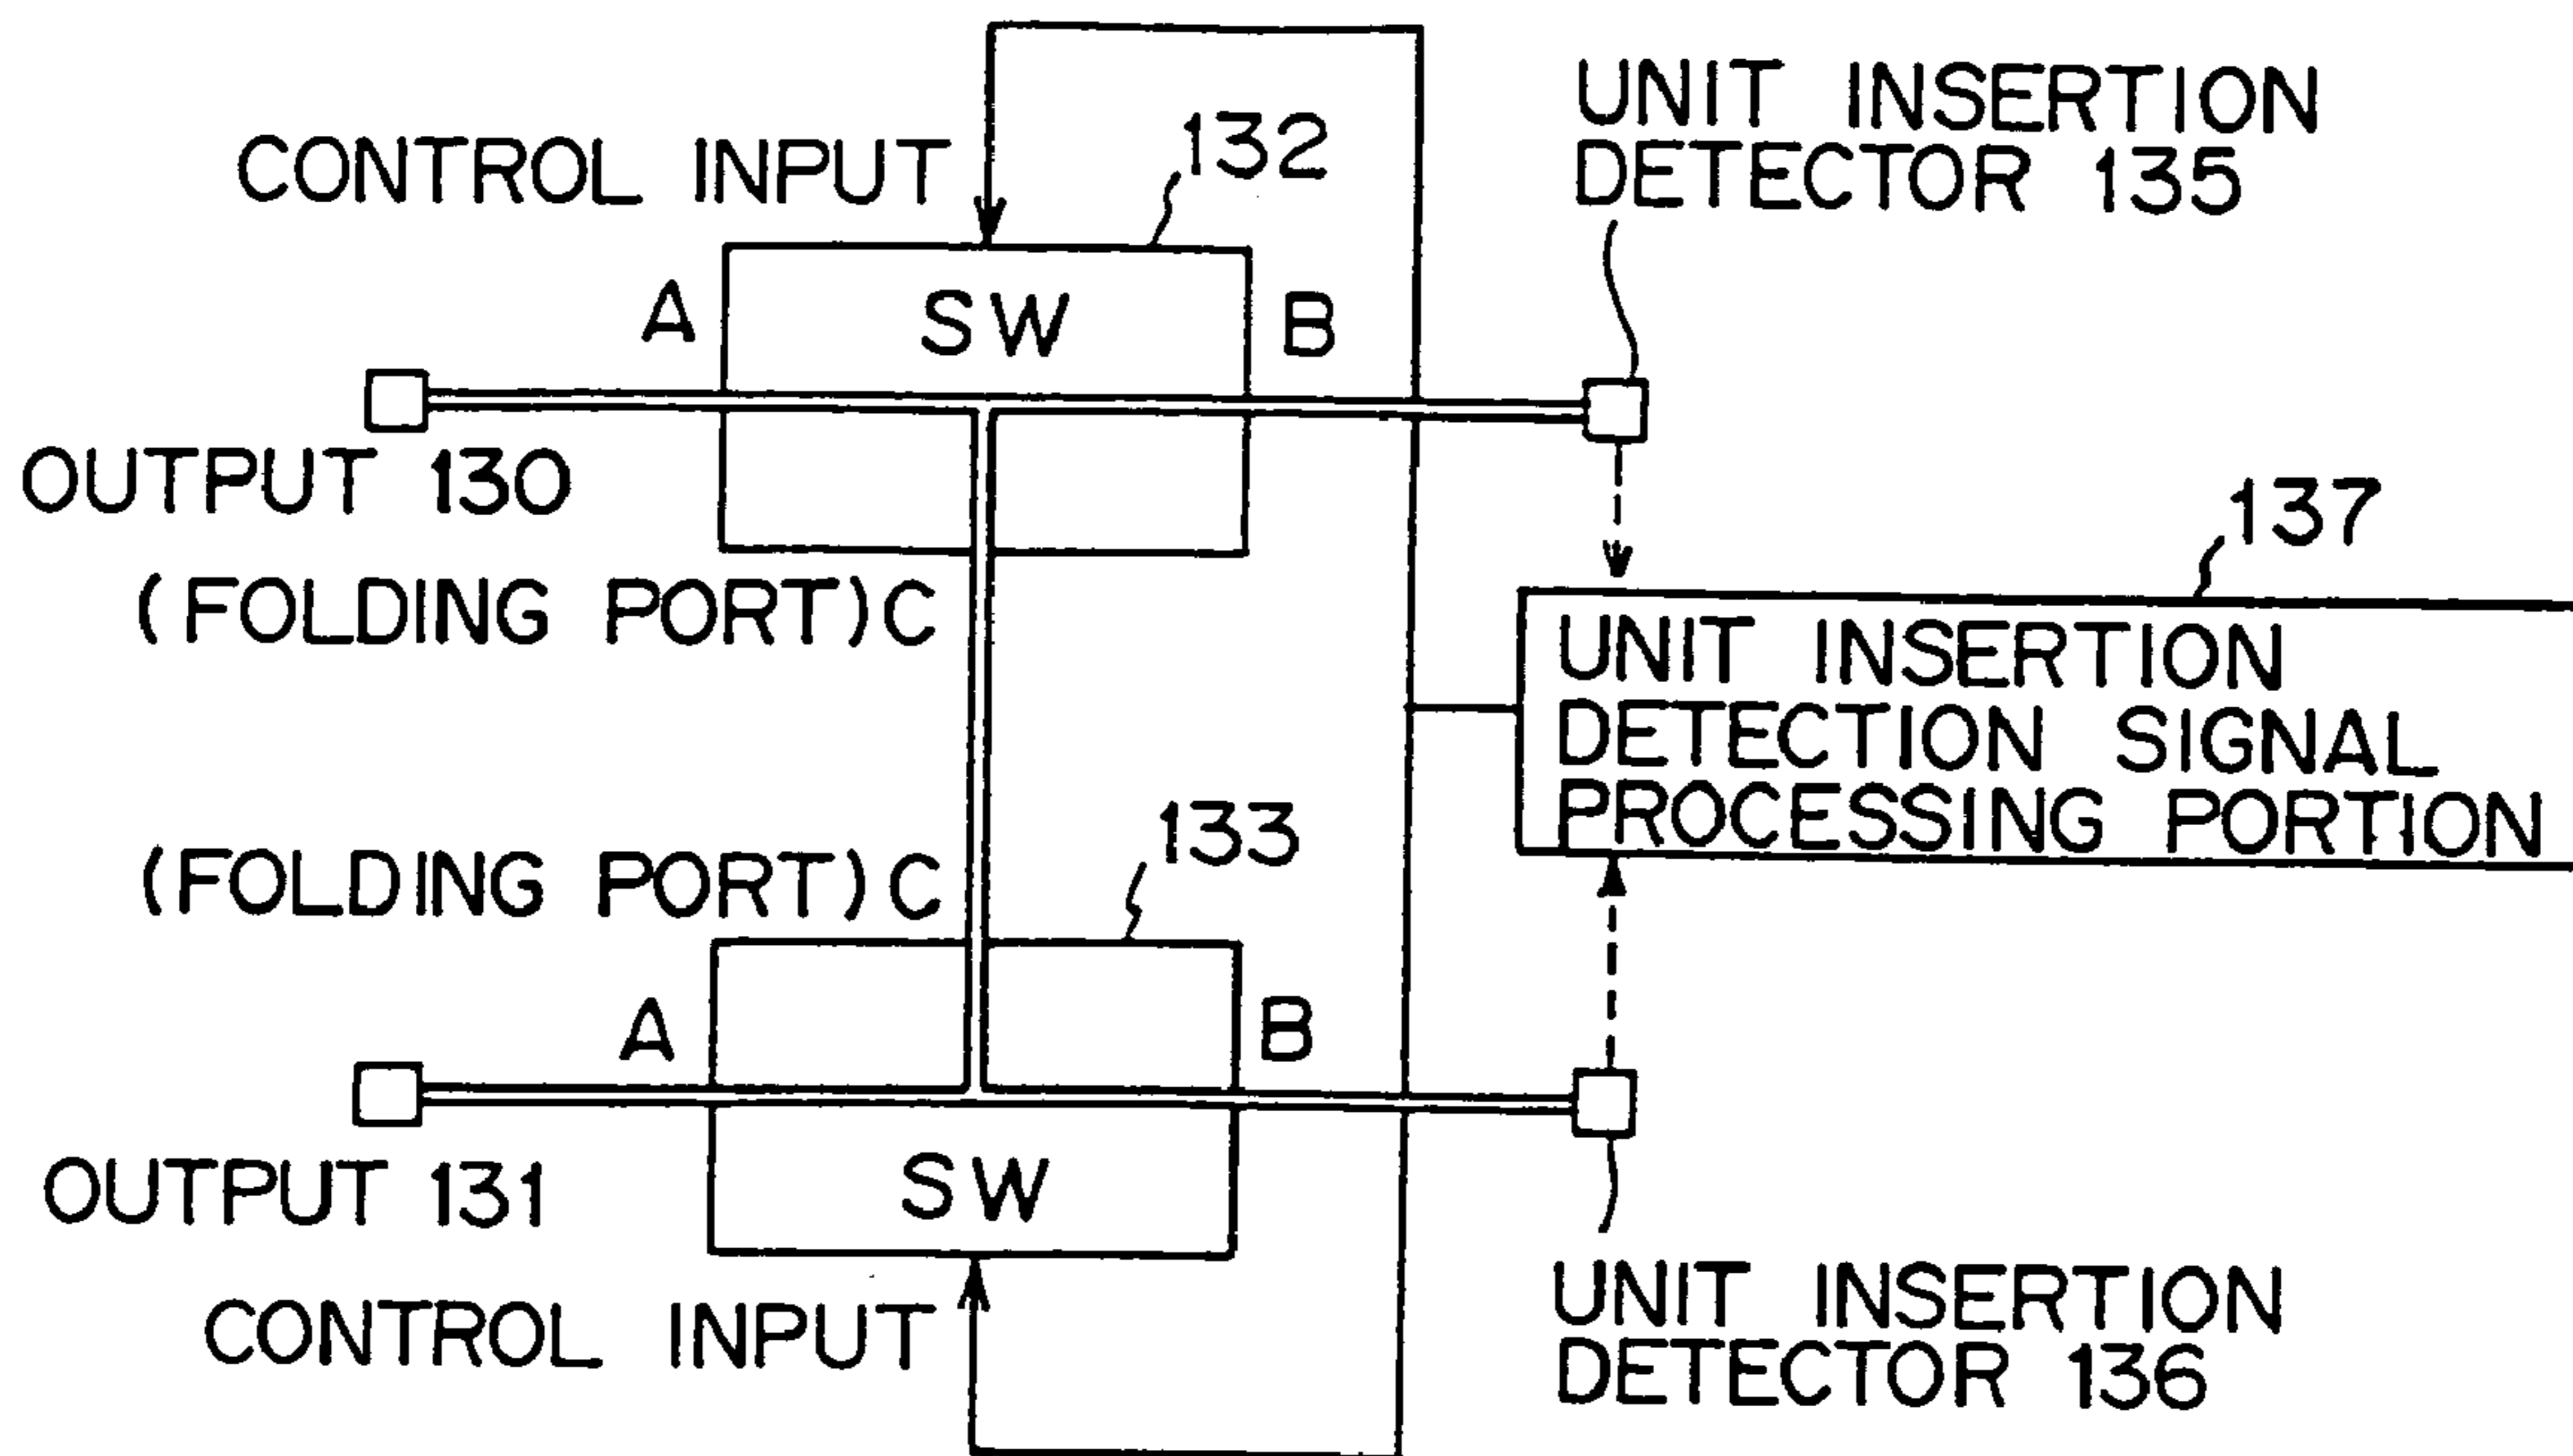 UNIT INSERTION
DETECTOR 135
CONTROL INPUT
132
A
SW
B
OUTPUT 130
137
(FOLDING PORT)C
UNIT INSERTION
DETECTION SIGNAL
PROCESSING PORTION
133
(FOLDING PORT)C
A
B
OUTPUT 131
SW
CONTROL INPUT
UNIT INSERTION
DETECTOR 136